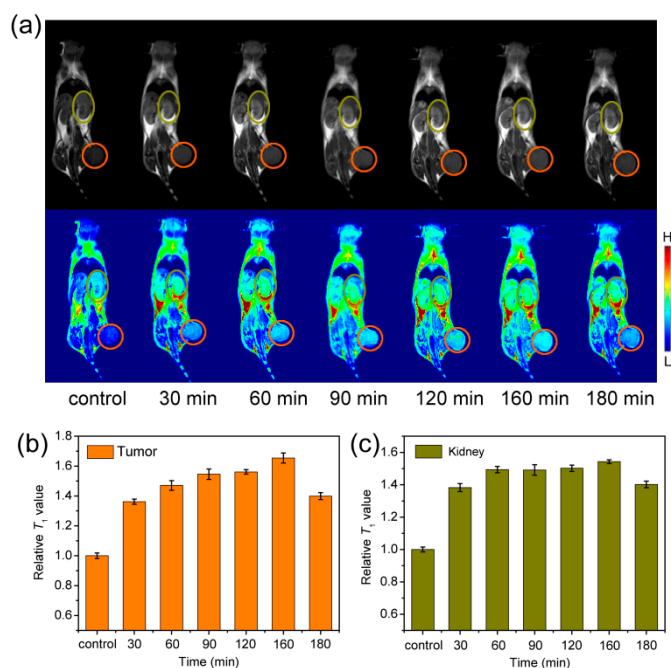 (a)
H
L
control 30 min 60 min 90 min 120 min 160 min 180 min
(b)
Tumor
Relative T₁ value
1.8
1.6
1.4
1.2
1.0
0.8
0.6
control 30 60 90 120 160 180
Time (min)
(c)
Kidney
Relative T₁ value
1.6
1.4
1.2
1.0
0.8
control 30 60 90 120 160 180
Time (min)